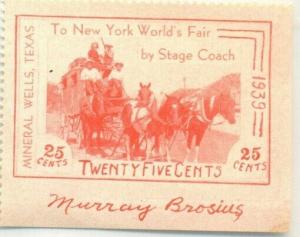 To New York World's Fair
by Stage Coach
MINERAL WELLS, TEXAS
1939
25 CENTS
25 CENTS
TWENTY FIVE CENTS
Murray Brosius